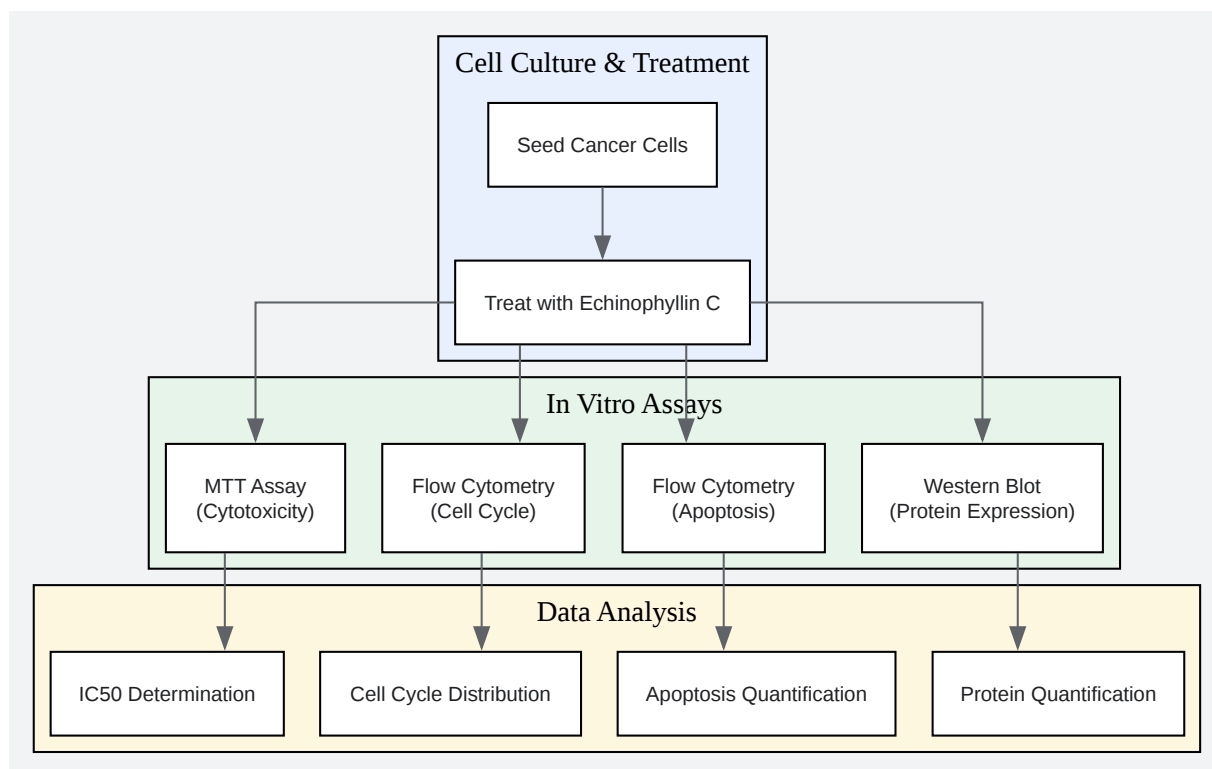 Cell Culture & Treatment
Seed Cancer Cells
Treat with Echinophyllin C
In Vitro Assays
MTT Assay
(Cytotoxicity)
Flow Cytometry
(Cell Cycle)
Flow Cytometry
(Apoptosis)
Western Blot
(Protein Expression)
Data Analysis
IC50 Determination
Cell Cycle Distribution
Apoptosis Quantification
Protein Quantification